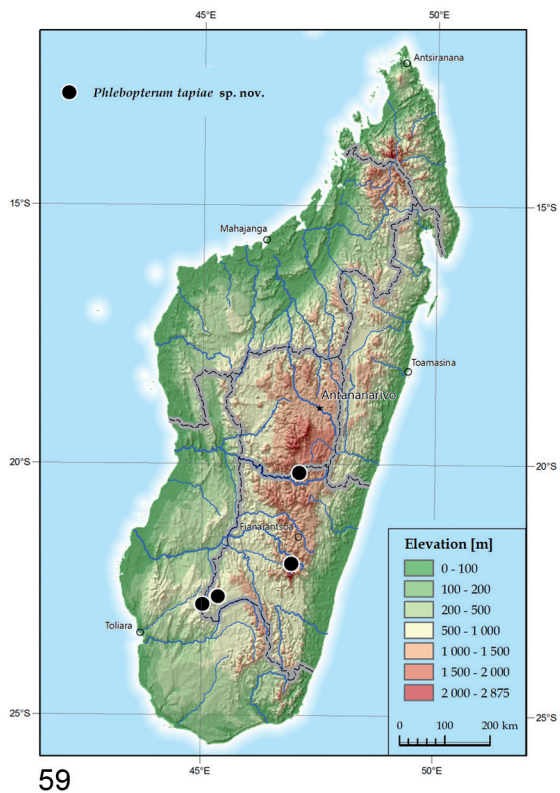 45°E 50°E
Antsiranana
Phlebopterum tapiae sp. nov.
15°S 15°S
Mahajanga
Toamasina
Antananarivo
20°S 20°S
Fianarantsoa
Elevation [m]
0 - 100
100 - 200
200 - 500
500 - 1 000
1 000 - 1 500
1 500 - 2 000
2 000 - 2 875
Toliara
0 100 200 km
25°S 25°S
45°E 50°E
59